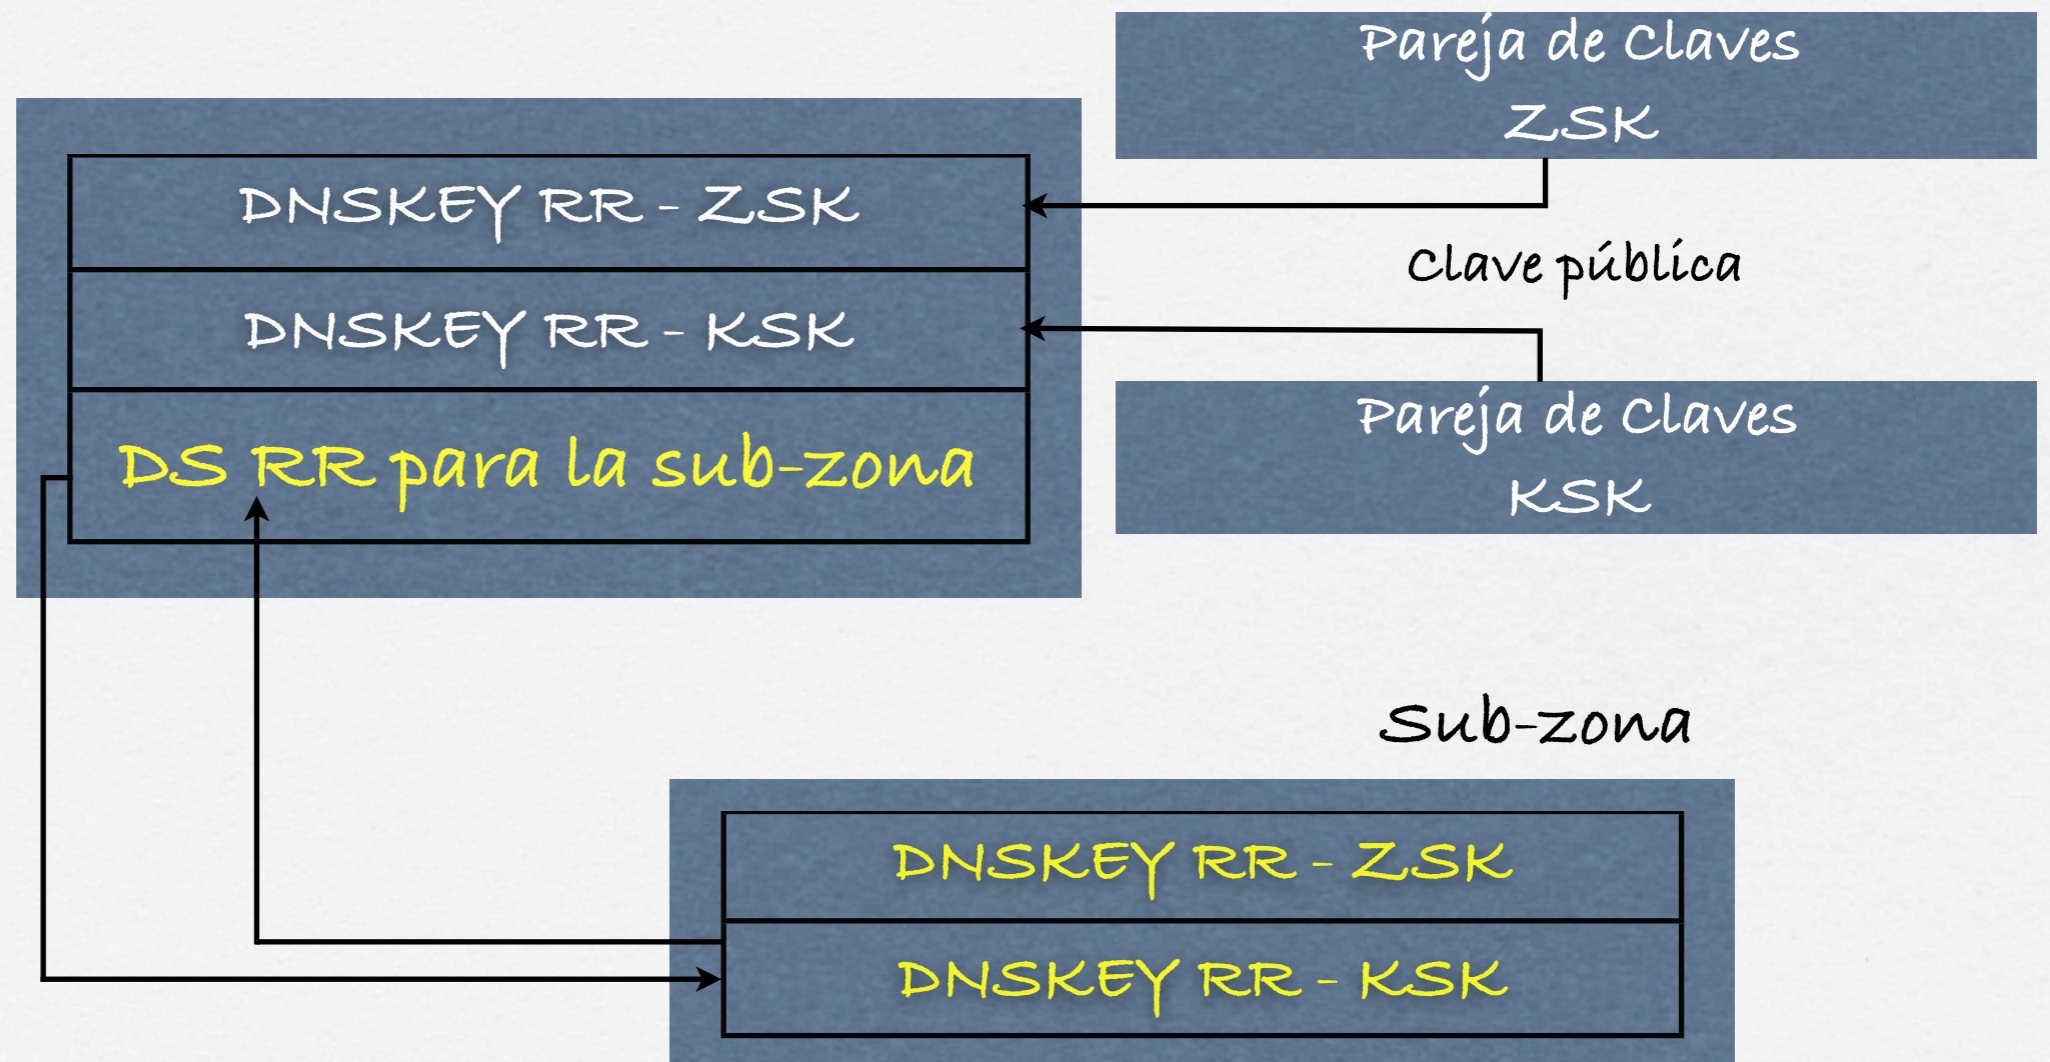 Pareja de Claves
ZSK
DNSKEY RR - ZSK
Clave pública
DNSKEY RR - KSK
Pareja de Claves
KSK
DS RR para la sub-zona
Sub-zona
DNSKEY RR - ZSK
DNSKEY RR - KSK